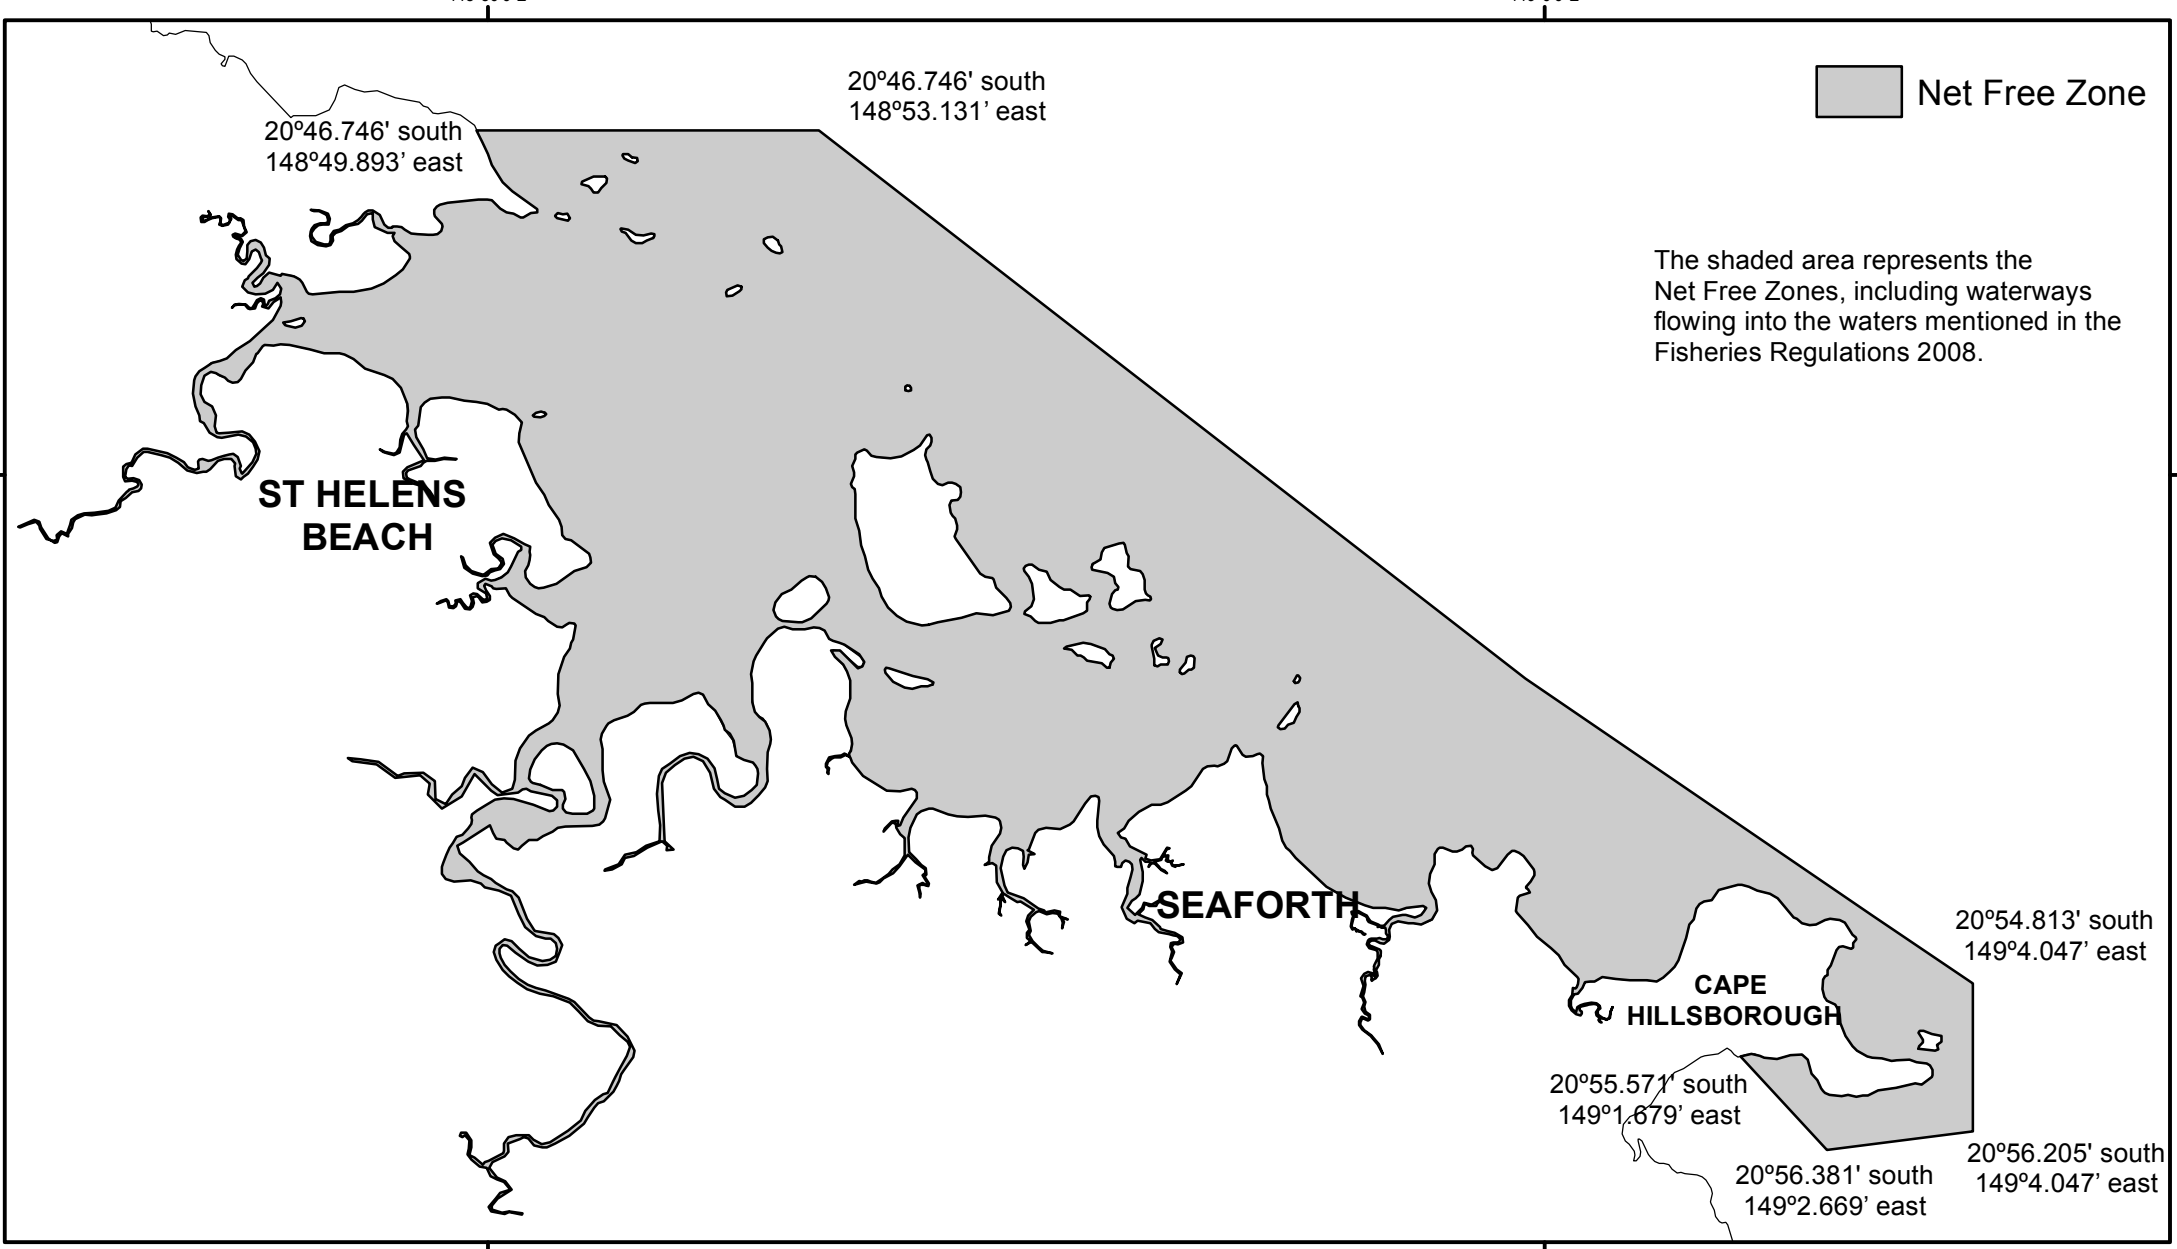 20º46.746' south
148º53.131’ east
Net Free Zone
20º46.746' south
148º49.893’ east
The shaded area represents the
Net Free Zones, including waterways
flowing into the waters mentioned in the
Fisheries Regulations 2008.
ST HELENS
BEACH
SEAFORTH
20º54.813' south
149º4.047’ east
CAPE
HILLSBOROUGH
20º55.571' south
149º1.679’ east
20º56.205' south
149º4.047’ east
20º56.381' south
149º2.669’ east